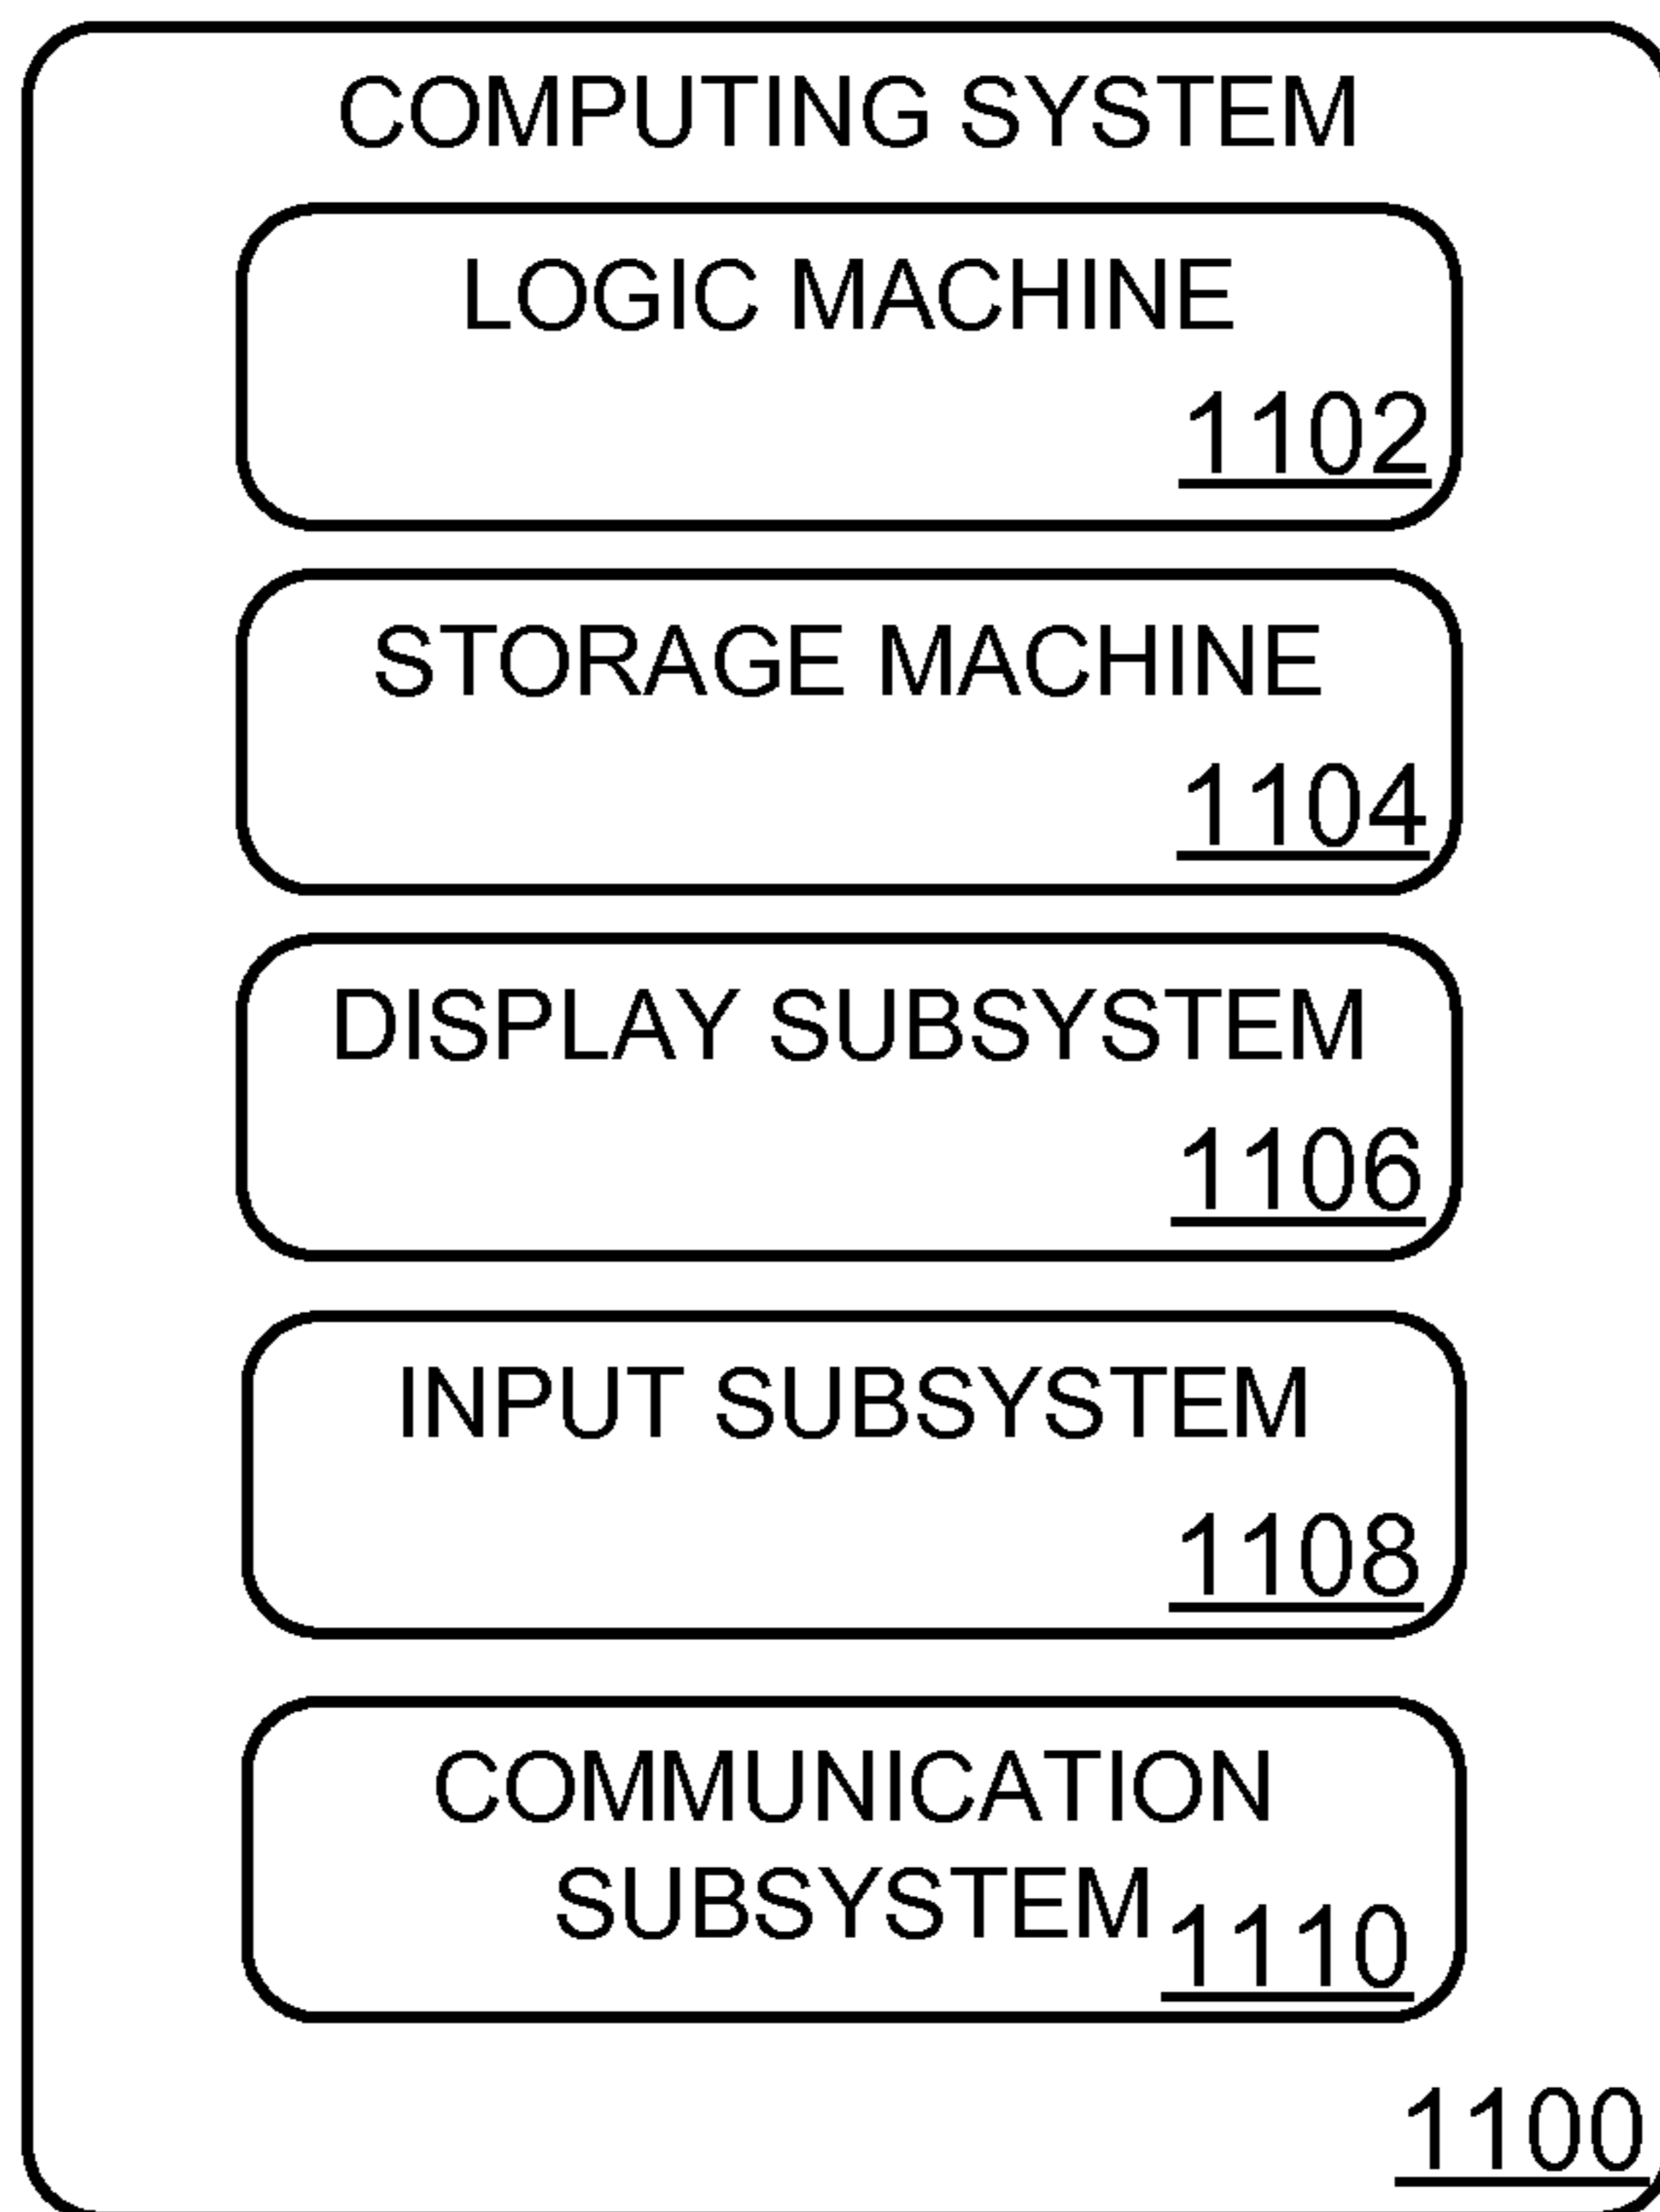 COMPUTING SYSTEM
LOGIC MACHINE
1102
STORAGE MACHINE
1104
DISPLAY SUBSYSTEM
1106
INPUT SUBSYSTEM
1108
COMMUNICATION
SUBSYSTEM
1110
1100